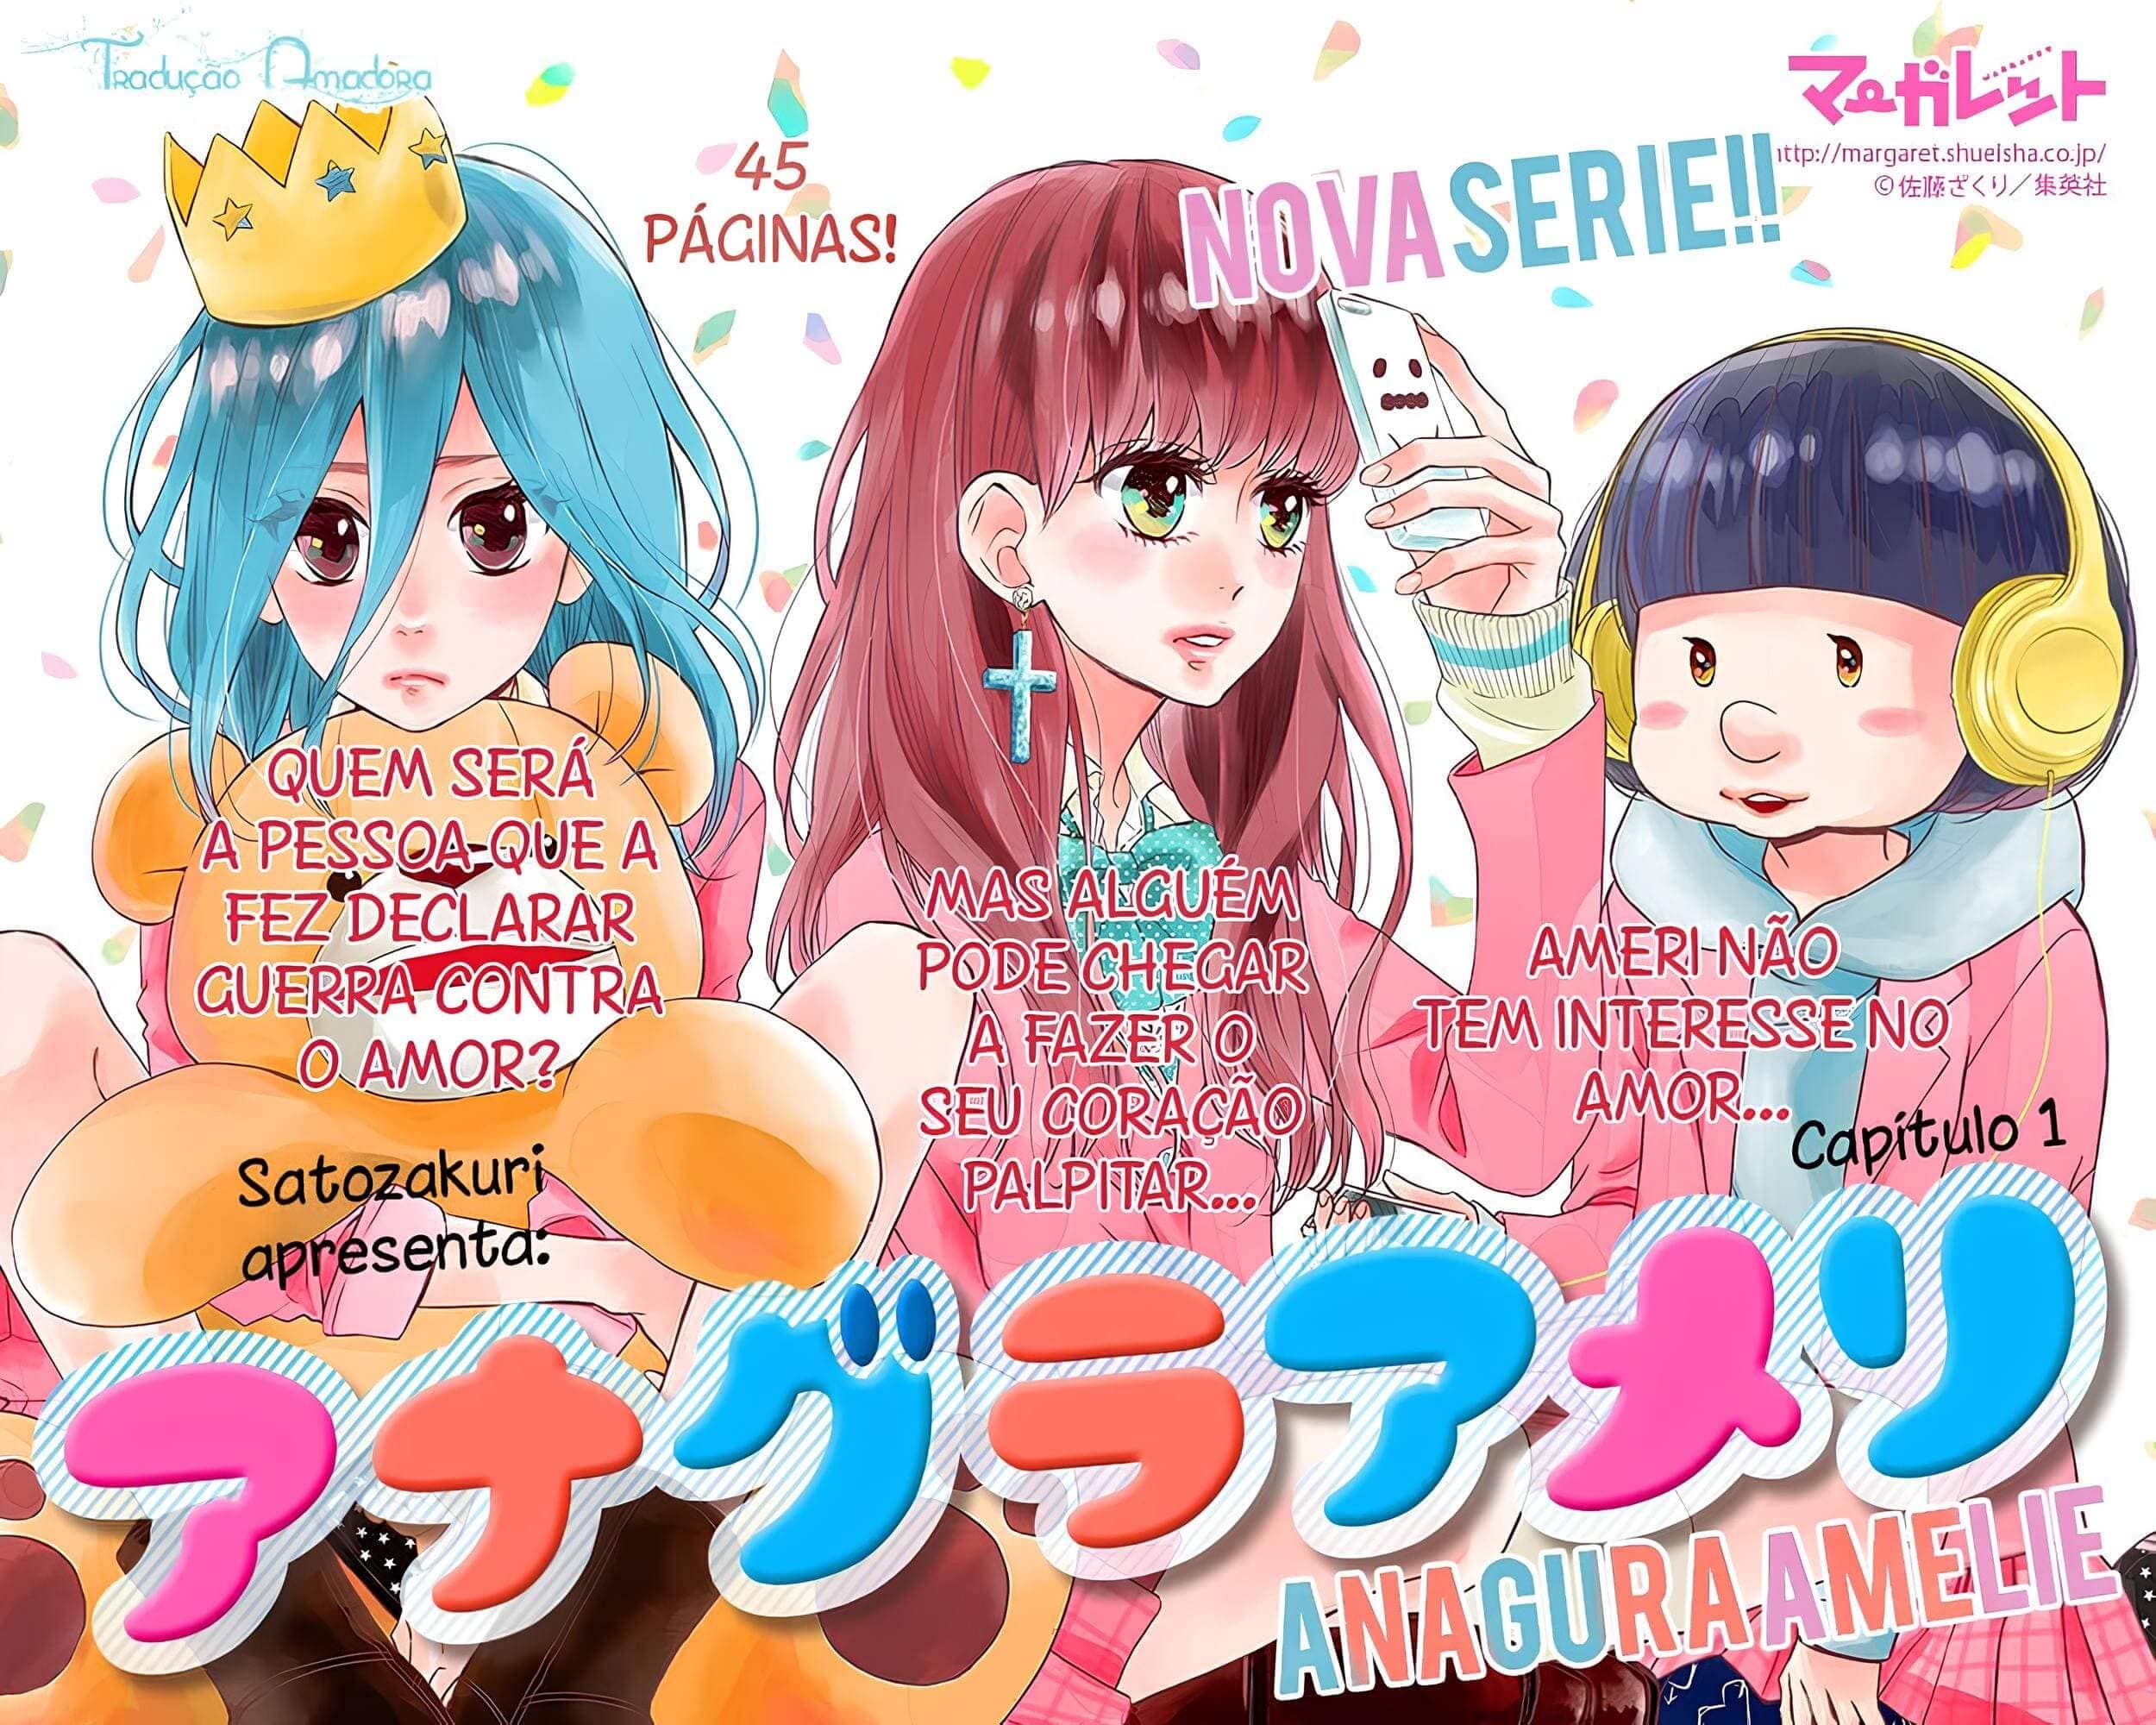 Tradução Amadora
マーガレット
http://margaret.shueisha.co.jp/
©佐藤ざくり／集英社
45
PÁGINAS!
NOVA SERIE!!
QUEM SERÁ
A PESSOA QUE A
FEZ DECLARAR
GUERRA CONTRA
O AMOR?
MAS ALGUÉM
PODE CHEGAR
A FAZER O
SEU CORAÇÃO
PALPITAR...
AMERI NÃO
TEM INTERESSE NO
AMOR...
Capítulo 1
Satozakuri
apresenta:
アナグラアメリ
ANAGURA AMELIE